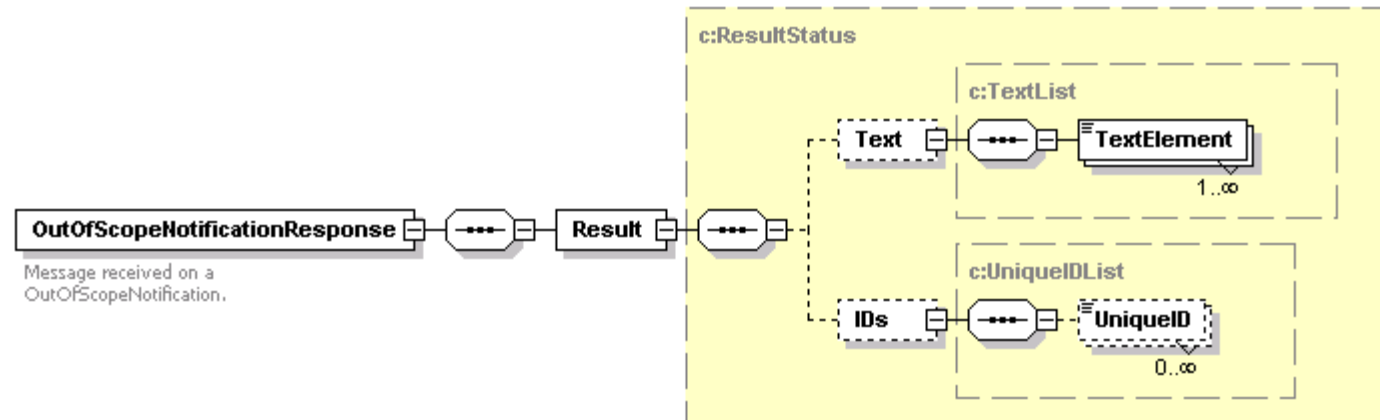 c:ResultStatus
c:TextList
Text
TextElement
1..∞
OutOfScopeNotificationResponse
Result
Message received on a
OutOfScopeNotification.
c:UniqueIDList
IDs
UniqueID
0..∞